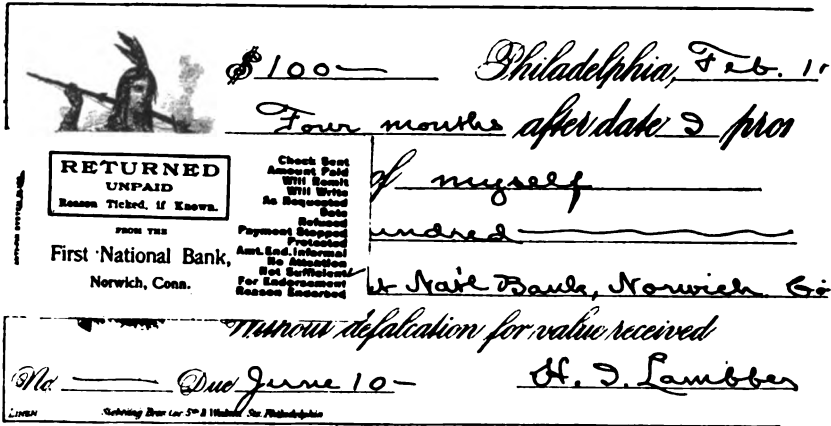 $ 100 Philadelphia, Feb. 1
Four months after date I pro
RETURNED
UNPAID
Reason Ticked, if Known.
FROM THE
First National Bank,
Norwich, Conn.
Check Sent
Amount Paid
Will Remit
Will Write
As Requested
Date
Refused
Payment Stopped
Protested
Amt. End. Informal
No Attention
Not Sufficient
For Endorsement
Reason Endorsed
of myself
undred
Nat'l Bank, Norwich Co
Without defalcation for value received
No. Due June 10
H. I.
LINEN